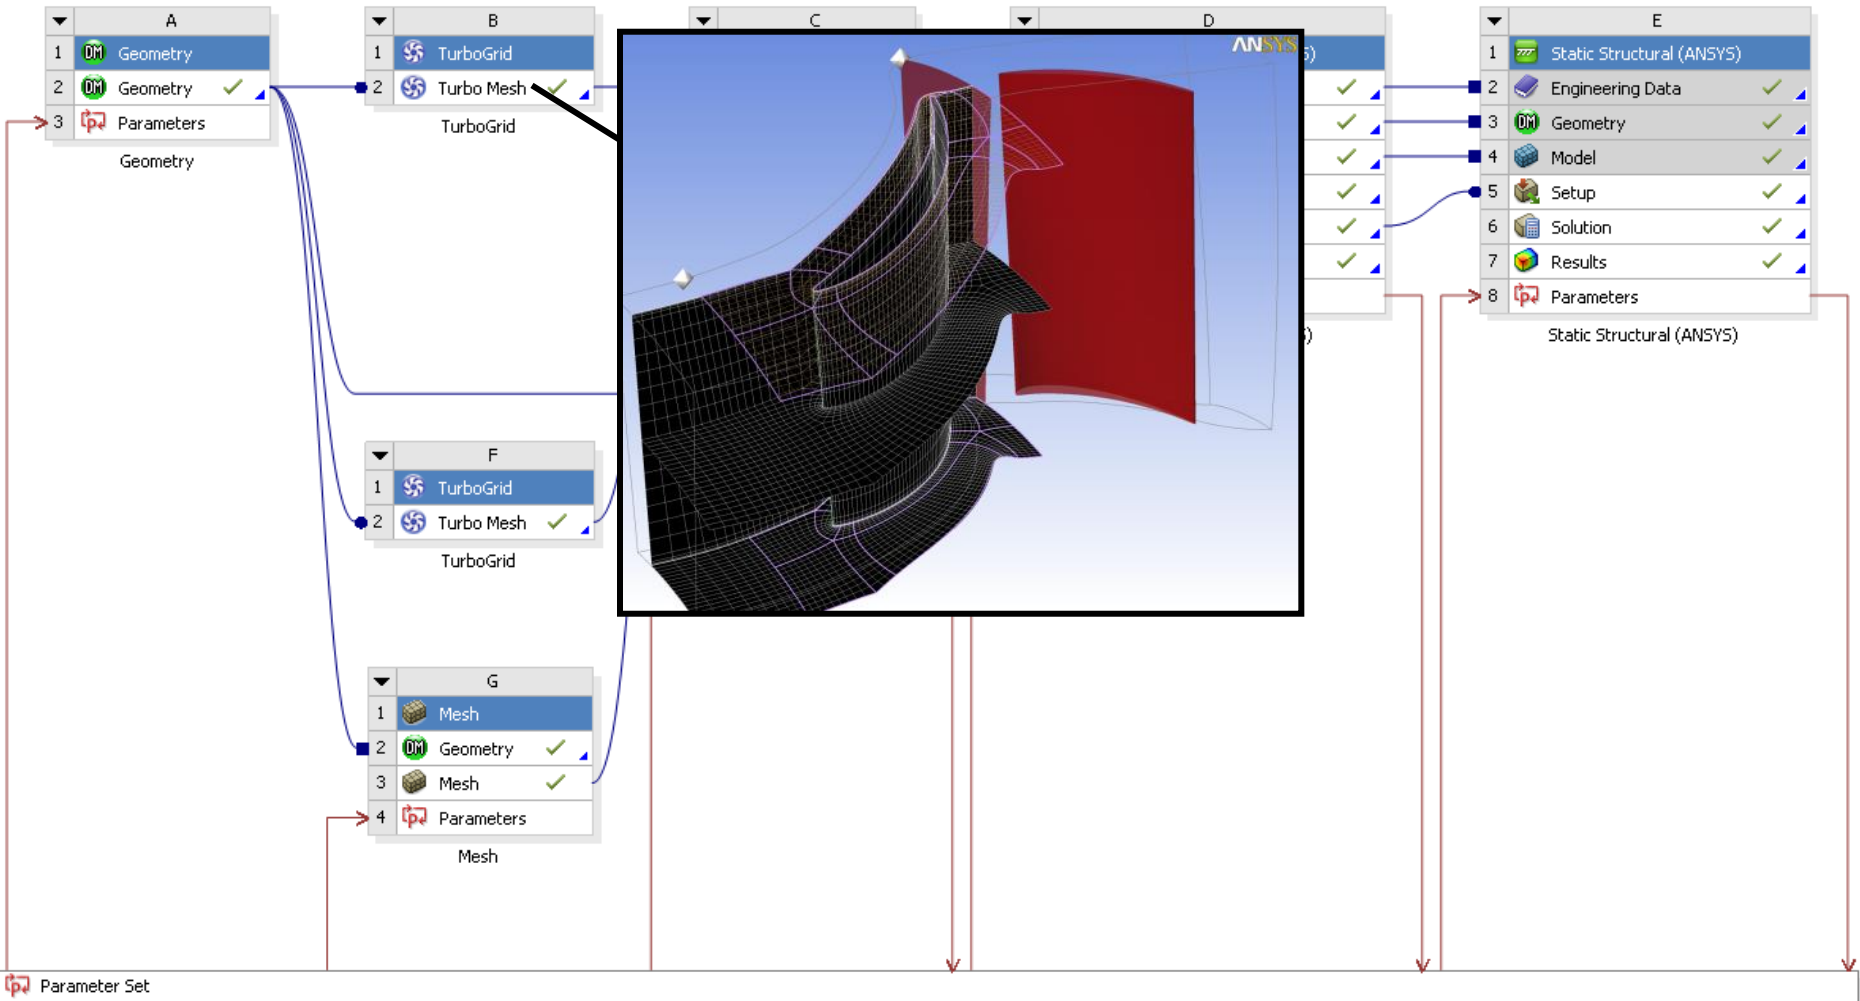 A
1 Geometry
2 Geometry
3 Parameters
Geometry
B
1 TurboGrid
2 Turbo Mesh
TurboGrid
C
D
5)
5)
ANSYS
E
1 Static Structural (ANSYS)
2 Engineering Data
3 Geometry
4 Model
5 Setup
6 Solution
7 Results
8 Parameters
Static Structural (ANSYS)
F
1 TurboGrid
2 Turbo Mesh
TurboGrid
G
1 Mesh
2 Geometry
3 Mesh
4 Parameters
Mesh
Parameter Set